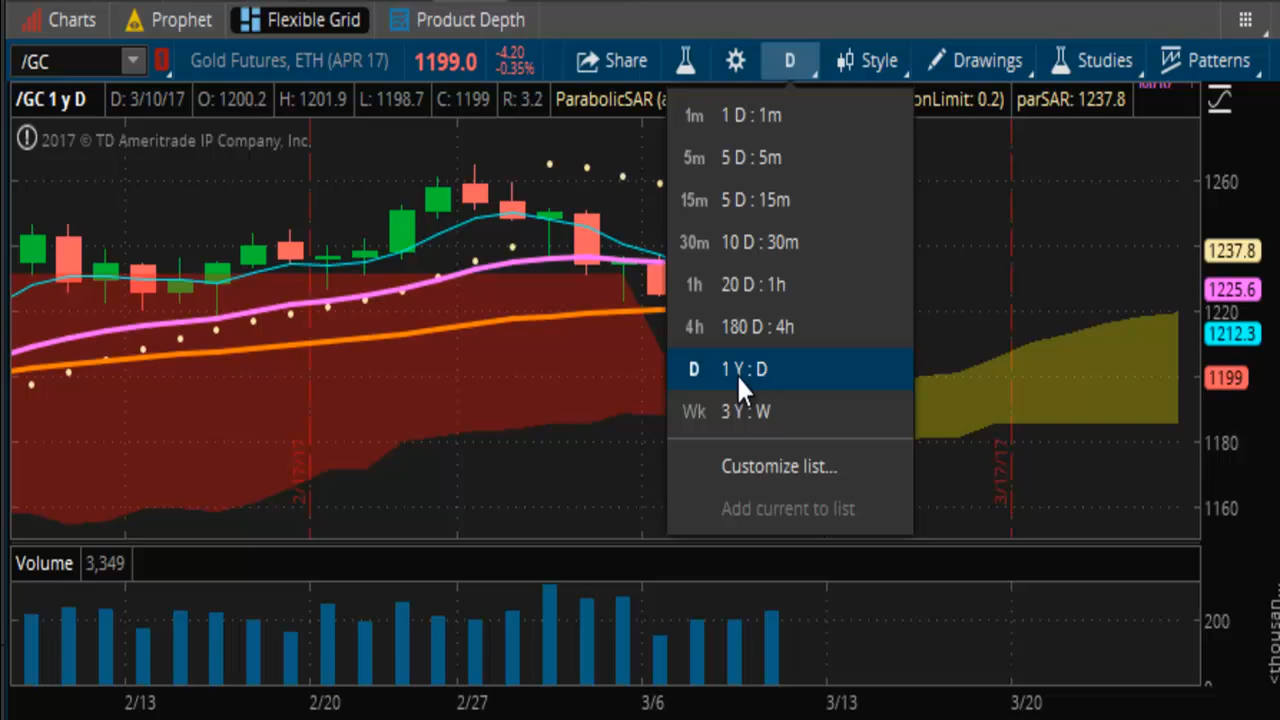 Charts Prophet Flexible Grid Product Depth
/GC Gold Futures, ETH (APR 17) 1199.0 -4.20 -0.35% Share D Style Drawings Studies Patterns
/GC 1 y D D: 3/10/17 O: 1200.2 H: 1201.9 L: 1198.7 C: 1199 R: 3.2 ParabolicSAR (a onLimit: 0.2) parSAR: 1237.8
2017 © TD Ameritrade IP Company, Inc.
1m 1 D : 1m
5m 5 D : 5m
15m 5 D : 15m
30m 10 D : 30m
1h 20 D : 1h
4h 180 D : 4h
D 1 Y : D
Wk 3 Y : W
Customize list...
Add current to list
1260
1237.8
1225.6
1220
1212.3
1199
1180
1160
2/17/17
3/17/17
Volume 3,349
200
0
<thousan...
2/13 2/20 2/27 3/6 3/13 3/20